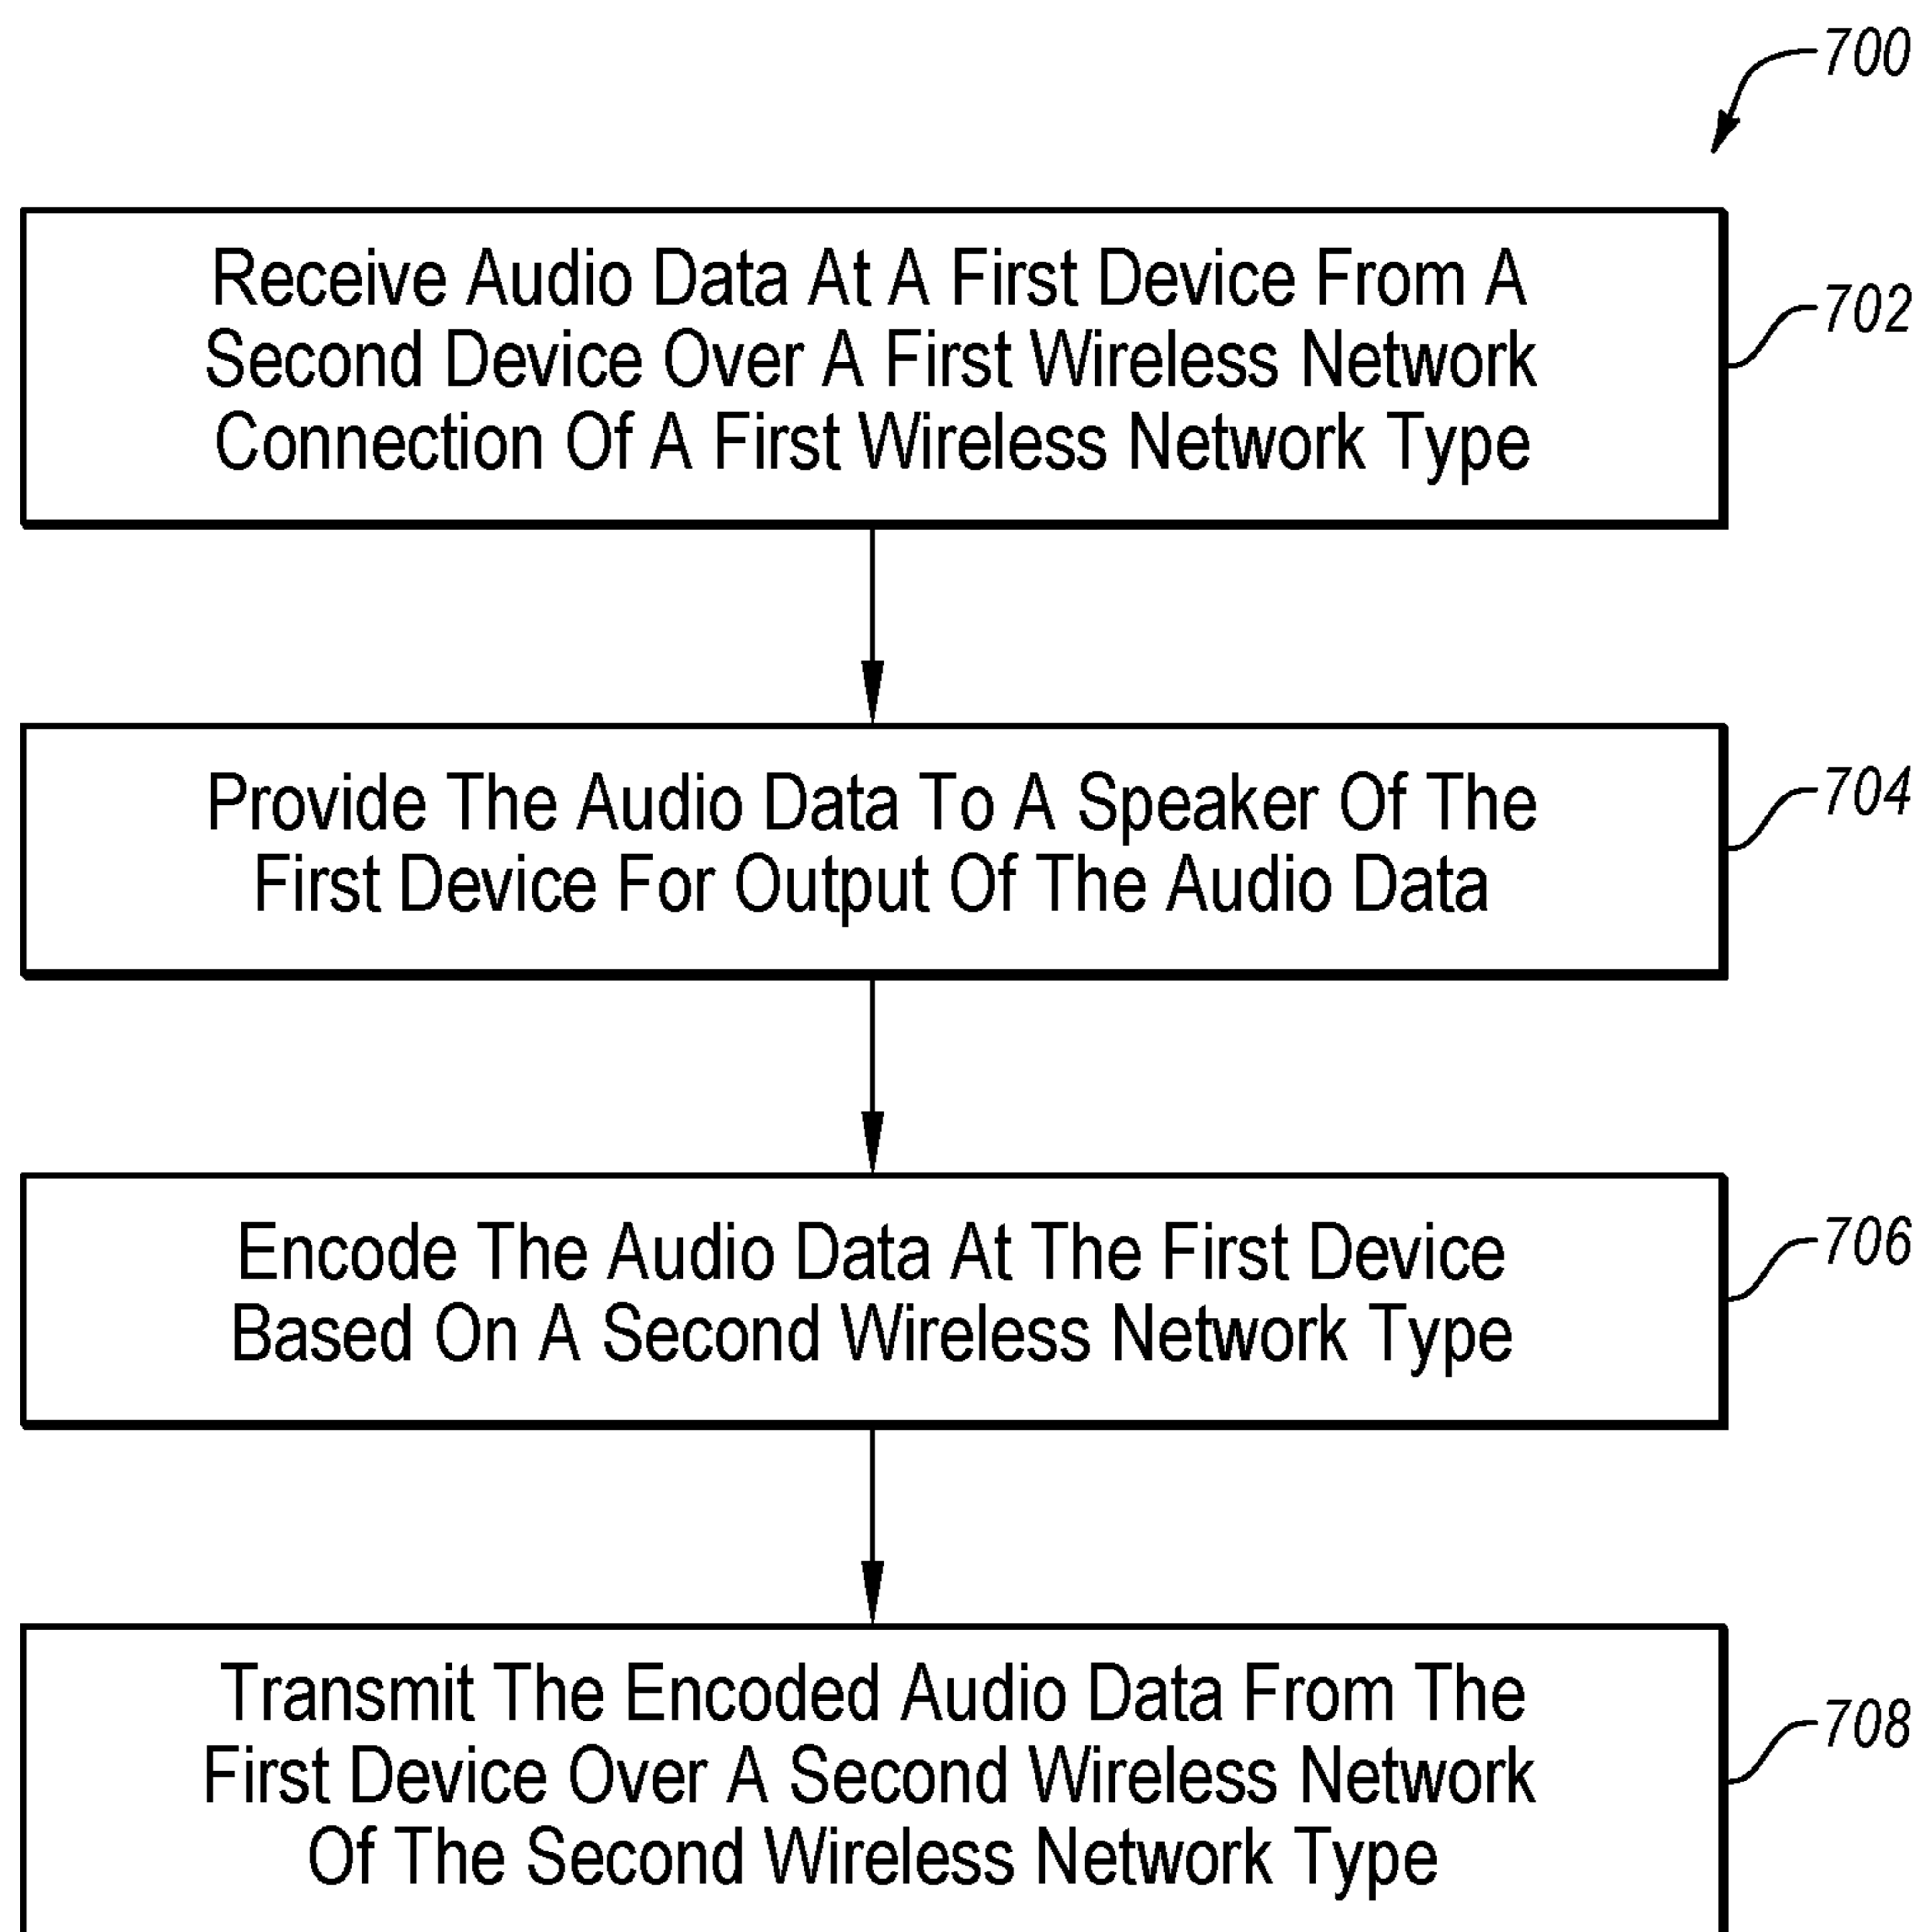 700
Receive Audio Data At A First Device From A
Second Device Over A First Wireless Network
Connection Of A First Wireless Network Type
702
Provide The Audio Data To A Speaker Of The
First Device For Output Of The Audio Data
704
Encode The Audio Data At The First Device
Based On A Second Wireless Network Type
706
Transmit The Encoded Audio Data From The
First Device Over A Second Wireless Network
Of The Second Wireless Network Type
708